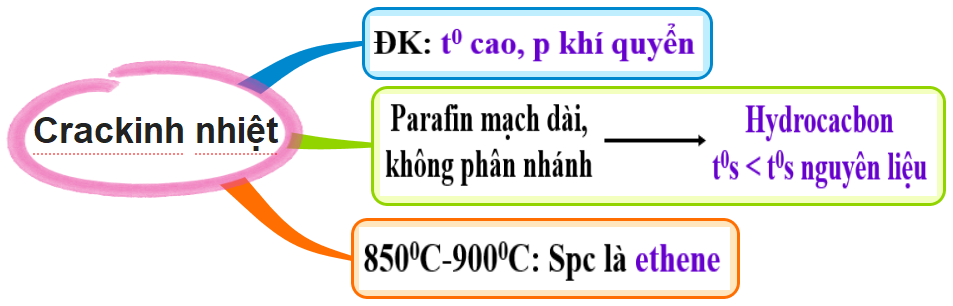 Crackinh nhiệt
ĐK: t⁰ cao, p khí quyển
Parafin mạch dài,
không phân nhánh
Hydrocacbon
t⁰s < t⁰s nguyên liệu
850⁰C-900⁰C: Spc là ethene